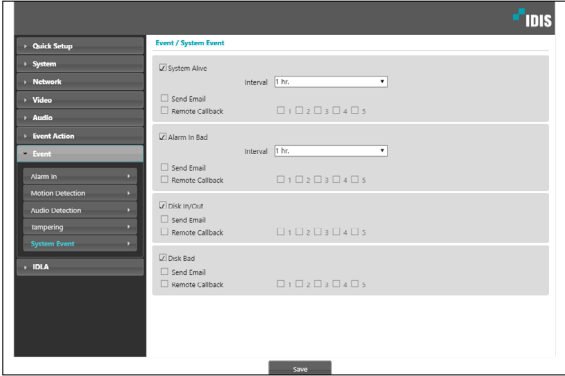 IDIS
Quick Setup
System
Network
Video
Audio
Event Action
Event
Alarm In
Motion Detection
Audio Detection
Tampering
System Event
IDLA
Event / System Event
System Alive
Interval 1 hr.
Send Email
Remote Callback 1 2 3 4 5
Alarm In Bad
Interval 1 hr.
Send Email
Remote Callback 1 2 3 4 5
Disk In/Out
Send Email
Remote Callback 1 2 3 4 5
Disk Bad
Send Email
Remote Callback 1 2 3 4 5
Save